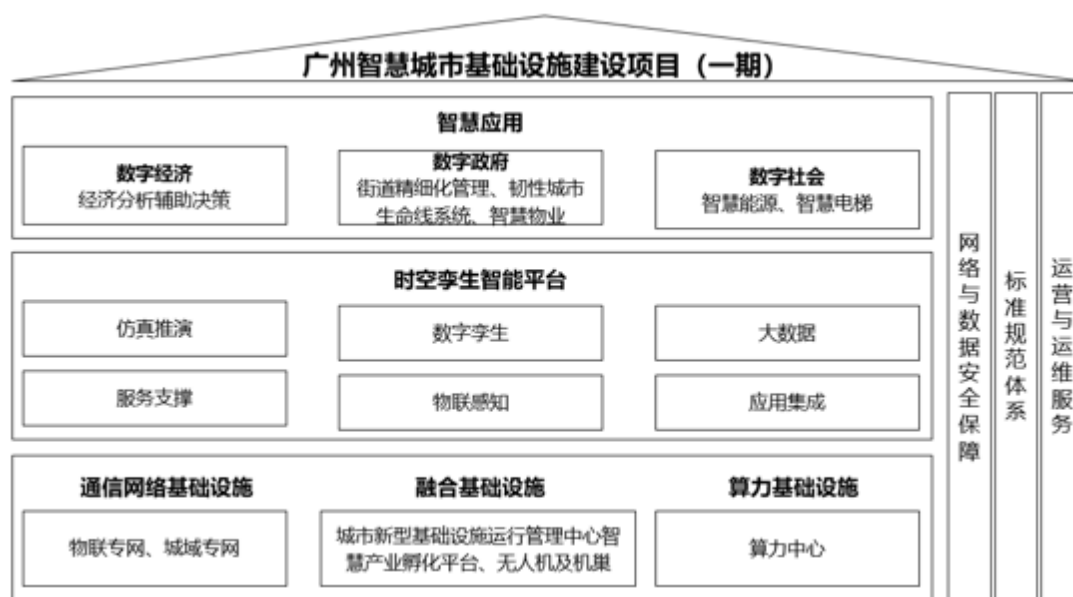 广州智慧城市基础设施建设项目（一期）
智慧应用
数字经济
经济分析辅助决策
数字政府
街道精细化管理、韧性城市
生命线系统、智慧物业
数字社会
智慧能源、智慧电梯
时空孪生智能平台
仿真推演
数字孪生
大数据
服务支撑
物联感知
应用集成
通信网络基础设施
物联专网、城域专网
融合基础设施
城市新型基础设施运行管理中心智
慧产业孵化平台、无人机及机巢
算力基础设施
算力中心
网络与数据安全保障
标准规范体系
运营与运维服务